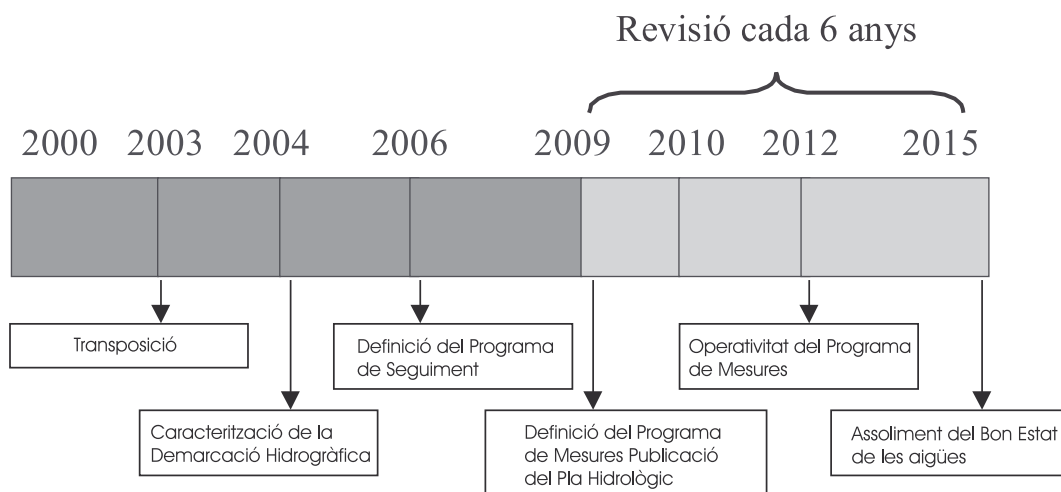 Revisió cada 6 anys
2000 2003 2004 2006 2009 2010 2012 2015
Transposició
Definició del Programa
de Seguiment
Operativitat del Programa
de Mesures
Caracterització de la
Demarcació Hidrogràfica
Definició del Programa
de Mesures Publicació
del Pla Hidrològic
Assoliment del Bon Estat
de les aigües